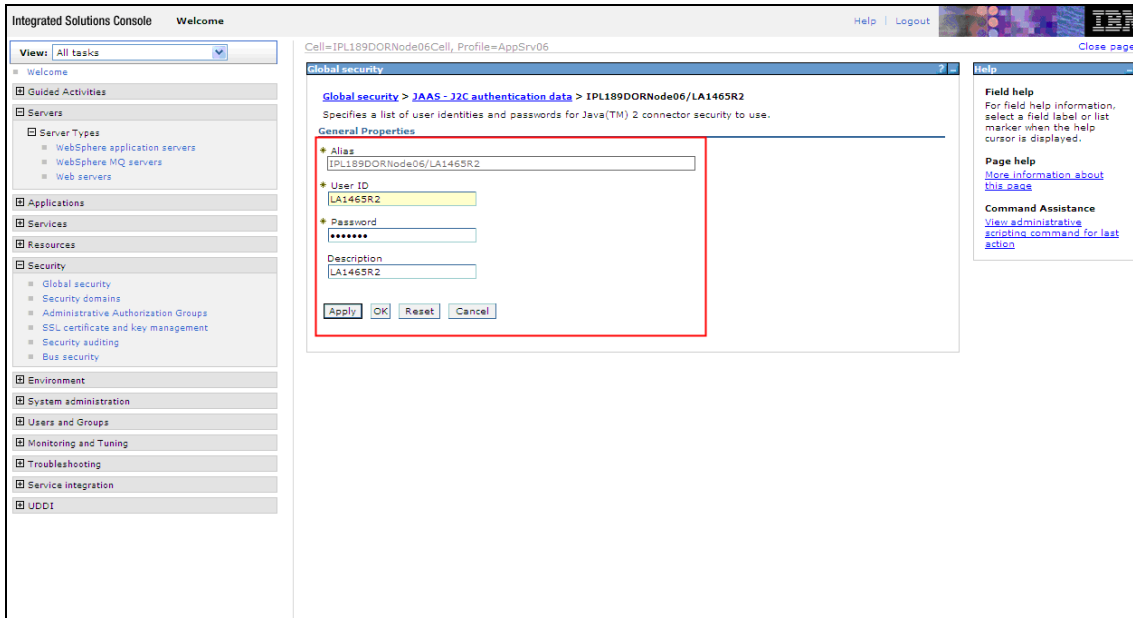 Integrated Solutions Console Welcome Help | Logout IBM
View: All tasks
Cell=IPL189DORNode06Cell, Profile=AppSrv06 Close page
Welcome
Guided Activities
Servers
Server Types
WebSphere application servers
WebSphere MQ servers
Web servers
Applications
Services
Resources
Security
Global security
Security domains
Administrative Authorization Groups
SSL certificate and key management
Security auditing
Bus security
Environment
System administration
Users and Groups
Monitoring and Tuning
Troubleshooting
Service integration
UDDI
Global security ? _
Global security > JAAS - J2C authentication data > IPL189DORNode06/LA1465R2
Specifies a list of user identities and passwords for Java(TM) 2 connector security to use.
General Properties
* Alias
IPL189DORNode06/LA1465R2
* User ID
LA1465R2
* Password
•••••••
Description
LA1465R2
Apply OK Reset Cancel
Help _
Field help
For field help information,
select a field label or list
marker when the help
cursor is displayed.
Page help
More information about
this page
Command Assistance
View administrative
scripting command for last
action